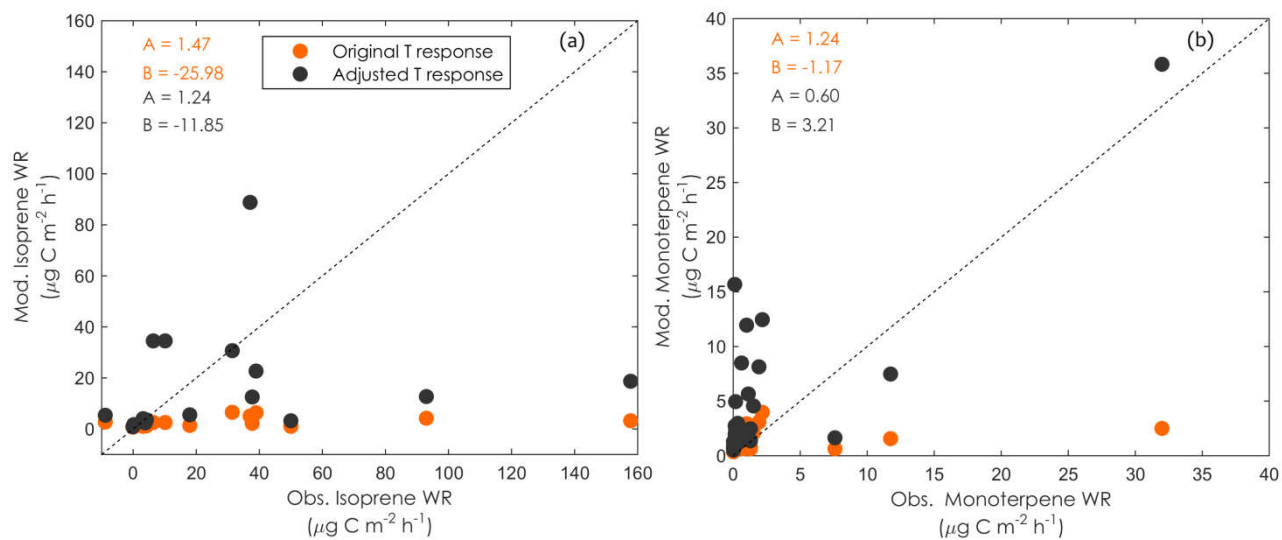 160
140
120
100
80
60
40
20
0
Mod. Isoprene WR
(μg C m-2 h-1)
A = 1.47
B = -25.98
A = 1.24
B = -11.85
Original T response
Adjusted T response
(a)
0 20 40 60 80 100 120 140 160
Obs. Isoprene WR
(μg C m-2 h-1)
40
35
30
25
20
15
10
5
0
Mod. Monoterpene WR
(μg C m-2 h-1)
A = 1.24
B = -1.17
A = 0.60
B = 3.21
(b)
0 5 10 15 20 25 30 35 40
Obs. Monoterpene WR
(μg C m-2 h-1)